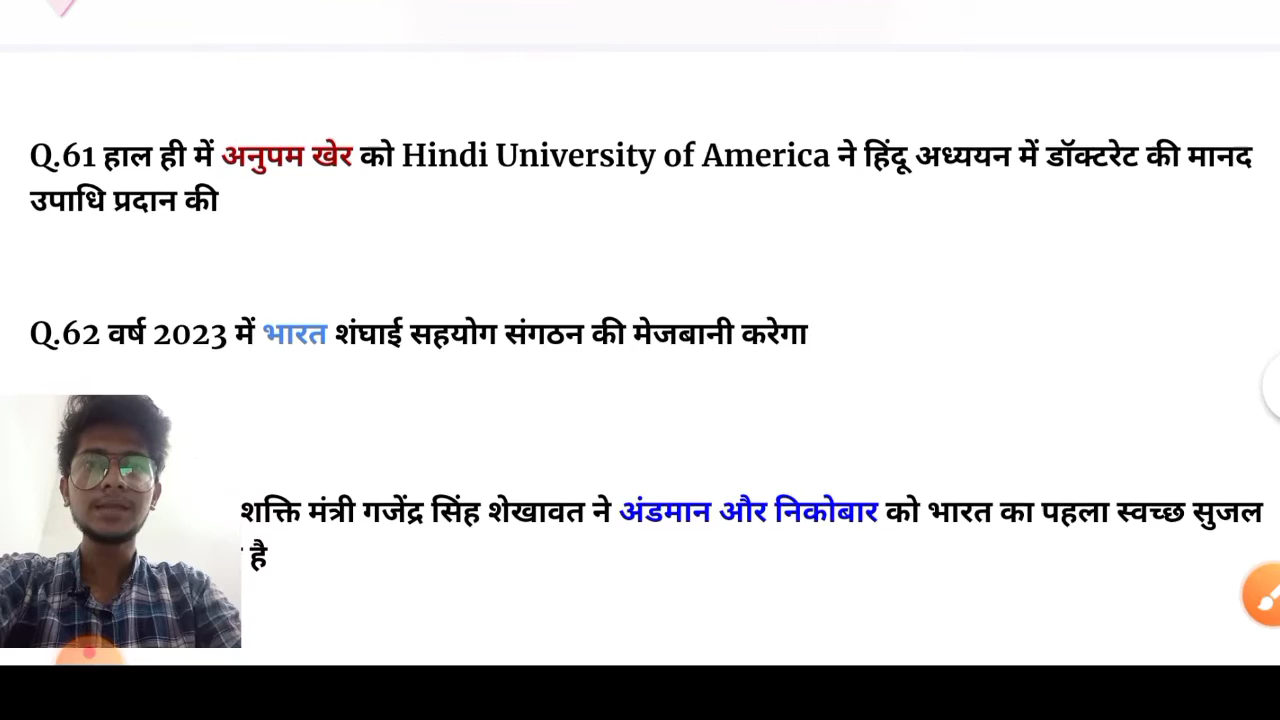 Q.61 हाल ही में अनुपम खेर को Hindi University of America ने हिंदू अध्ययन में डॉक्टरेट की मानद
उपाधि प्रदान की
Q.62 वर्ष 2023 में भारत शंघाई सहयोग संगठन की मेजबानी करेगा
शक्ति मंत्री गजेंद्र सिंह शेखावत ने अंडमान और निकोबार को भारत का पहला स्वच्छ सुजल
है